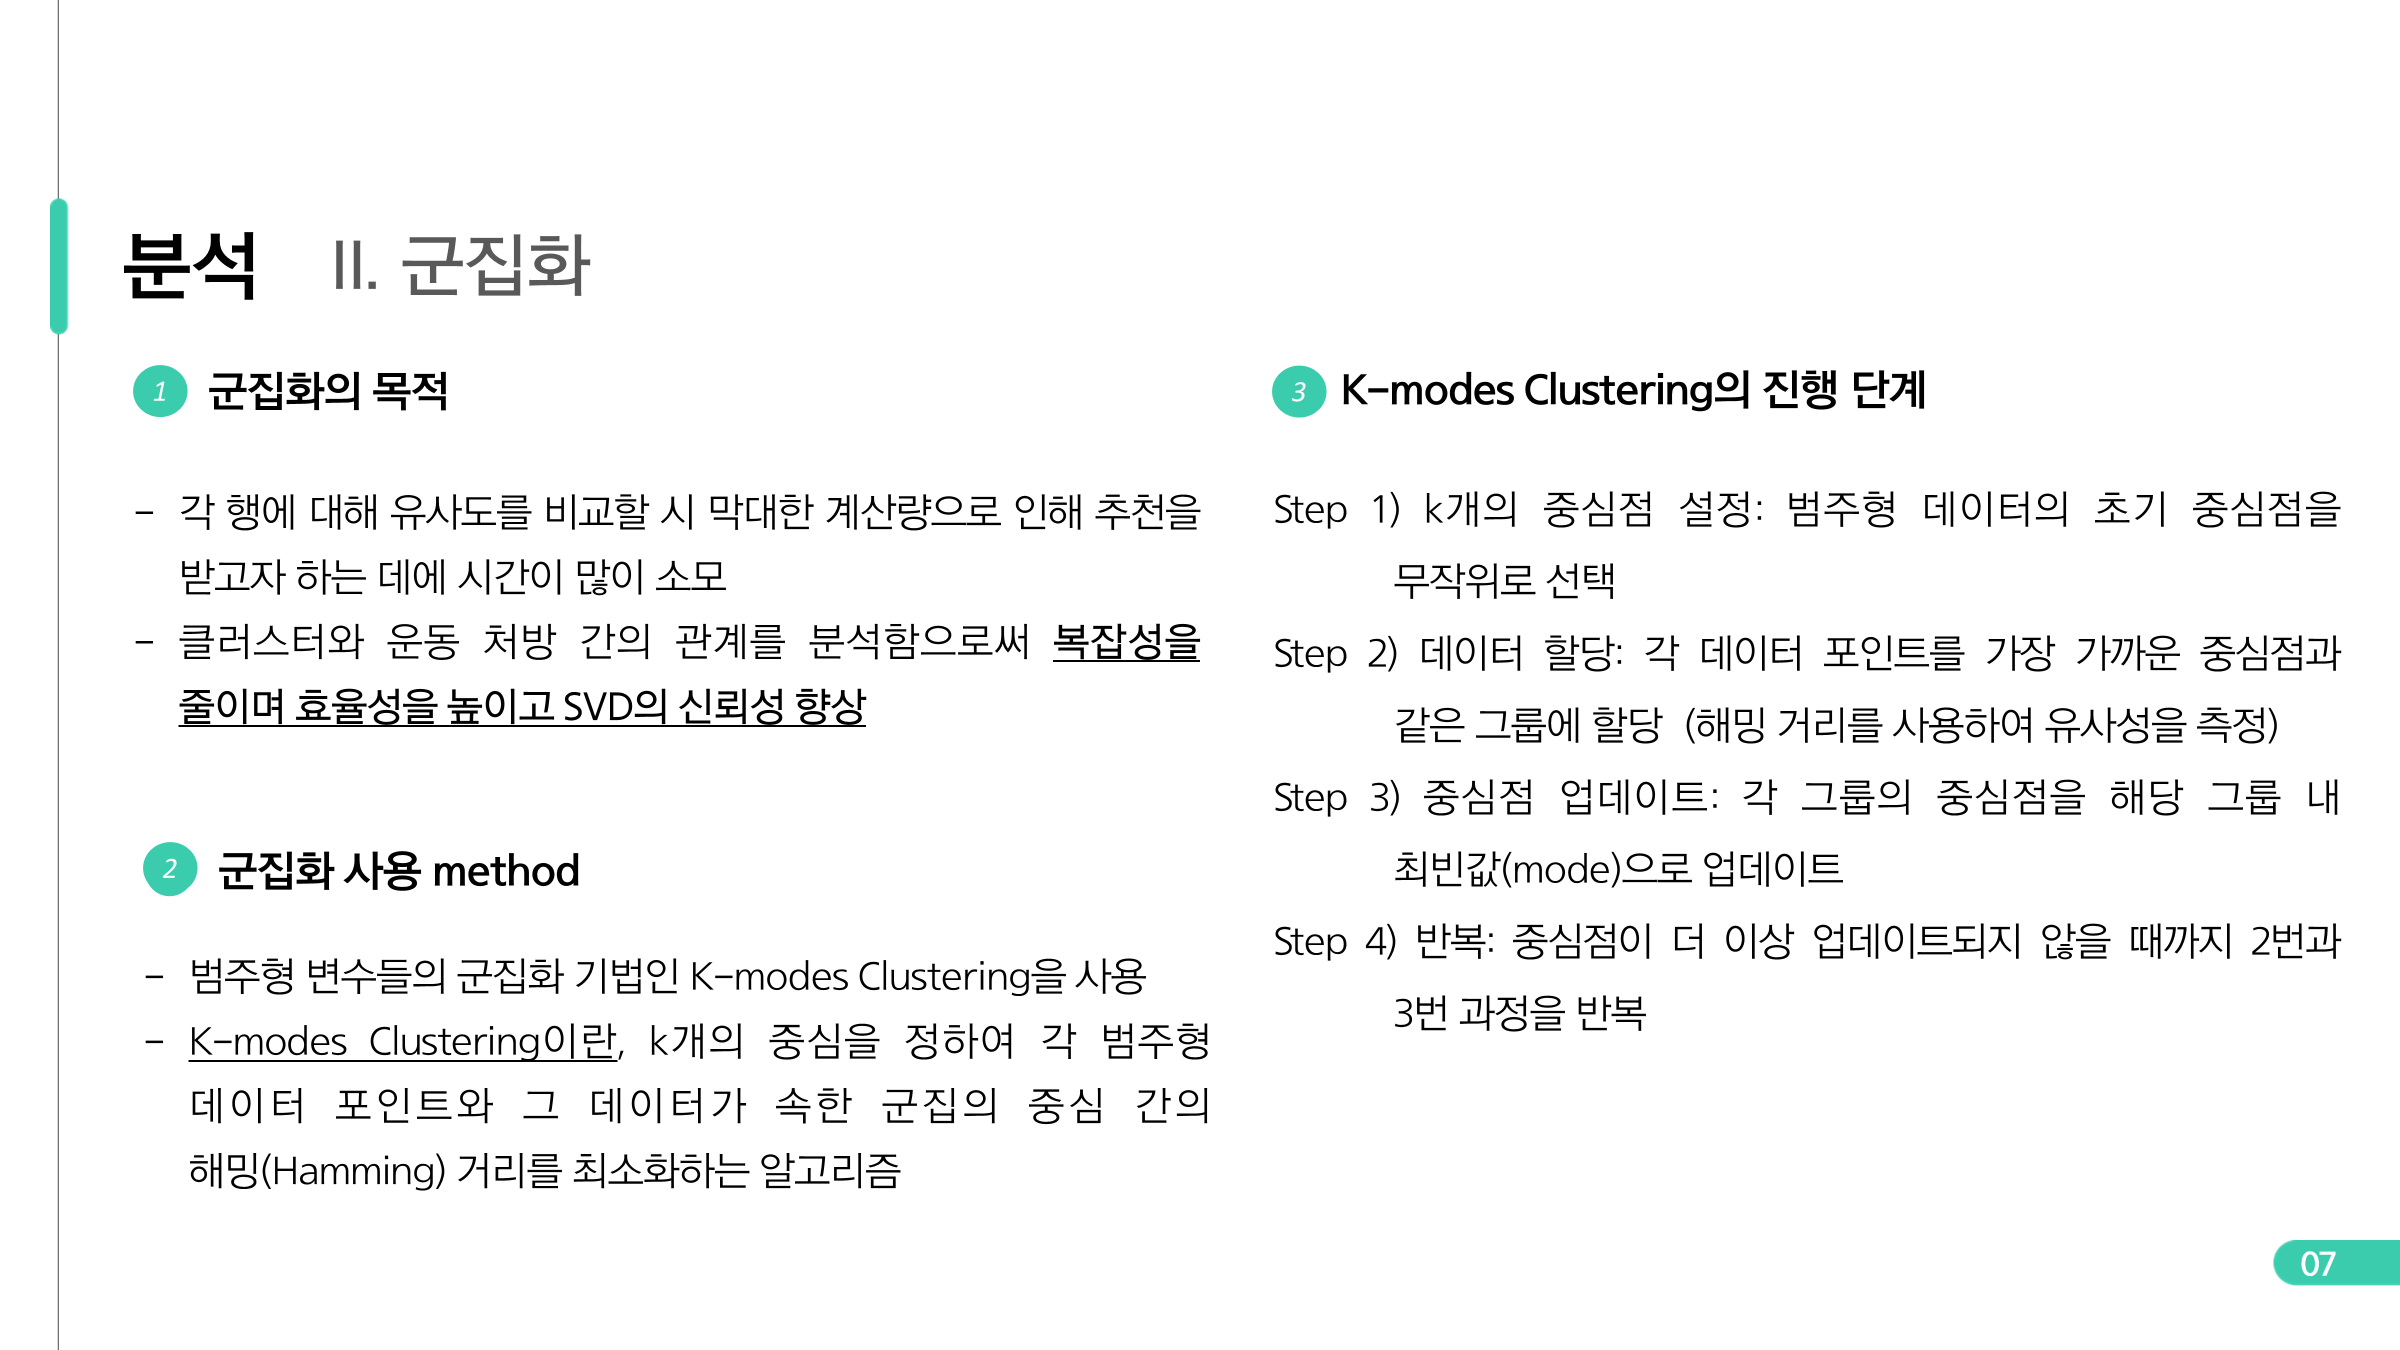 분석 II. 군집화
1 군집화의 목적
- 각 행에 대해 유사도를 비교할 시 막대한 계산량으로 인해 추천을
받고자 하는 데에 시간이 많이 소모
- 클러스터와 운동 처방 간의 관계를 분석함으로써 복잡성을
줄이며 효율성을 높이고 SVD의 신뢰성 향상
2 군집화 사용 method
- 범주형 변수들의 군집화 기법인 K-modes Clustering을 사용
- K-modes Clustering이란, k개의 중심을 정하여 각 범주형
데이터 포인트와 그 데이터가 속한 군집의 중심 간의
해밍(Hamming) 거리를 최소화하는 알고리즘
3 K-modes Clustering의 진행 단계
Step 1) k개의 중심점 설정: 범주형 데이터의 초기 중심점을
무작위로 선택
Step 2) 데이터 할당: 각 데이터 포인트를 가장 가까운 중심점과
같은 그룹에 할당 (해밍 거리를 사용하여 유사성을 측정)
Step 3) 중심점 업데이트: 각 그룹의 중심점을 해당 그룹 내
최빈값(mode)으로 업데이트
Step 4) 반복: 중심점이 더 이상 업데이트되지 않을 때까지 2번과
3번 과정을 반복
07